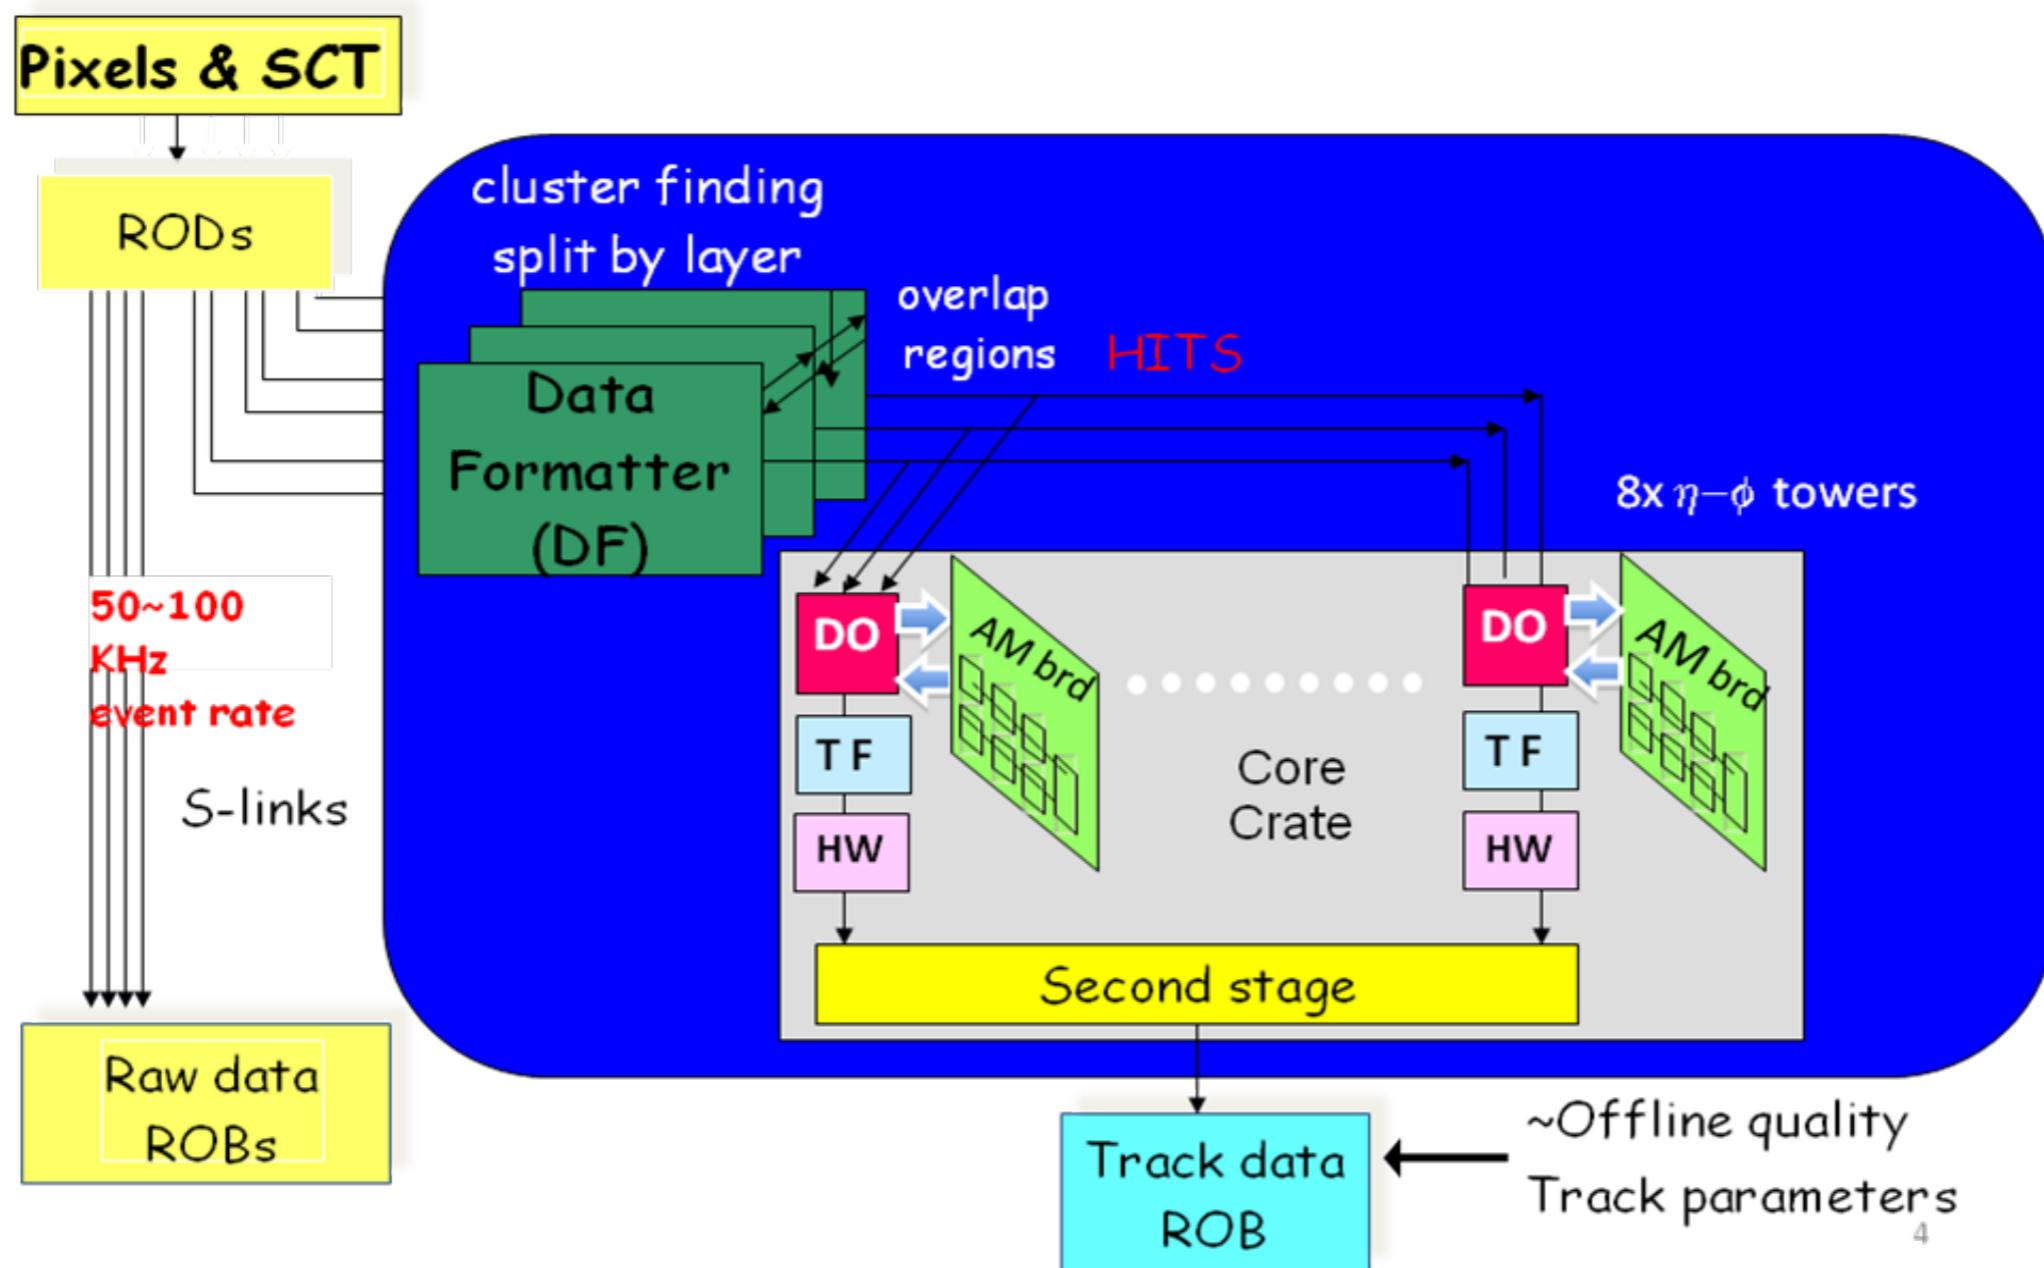 Pixels & SCT
RODs
cluster finding
split by layer
overlap
regions
HITS
Data
Formatter
(DF)
8x η–ϕ towers
50~100
KHz
event rate
S-links
DO
AM brd
TF
HW
DO
AM brd
TF
HW
Core
Crate
Second stage
Raw data
ROBs
Track data
ROB
~Offline quality
Track parameters
4